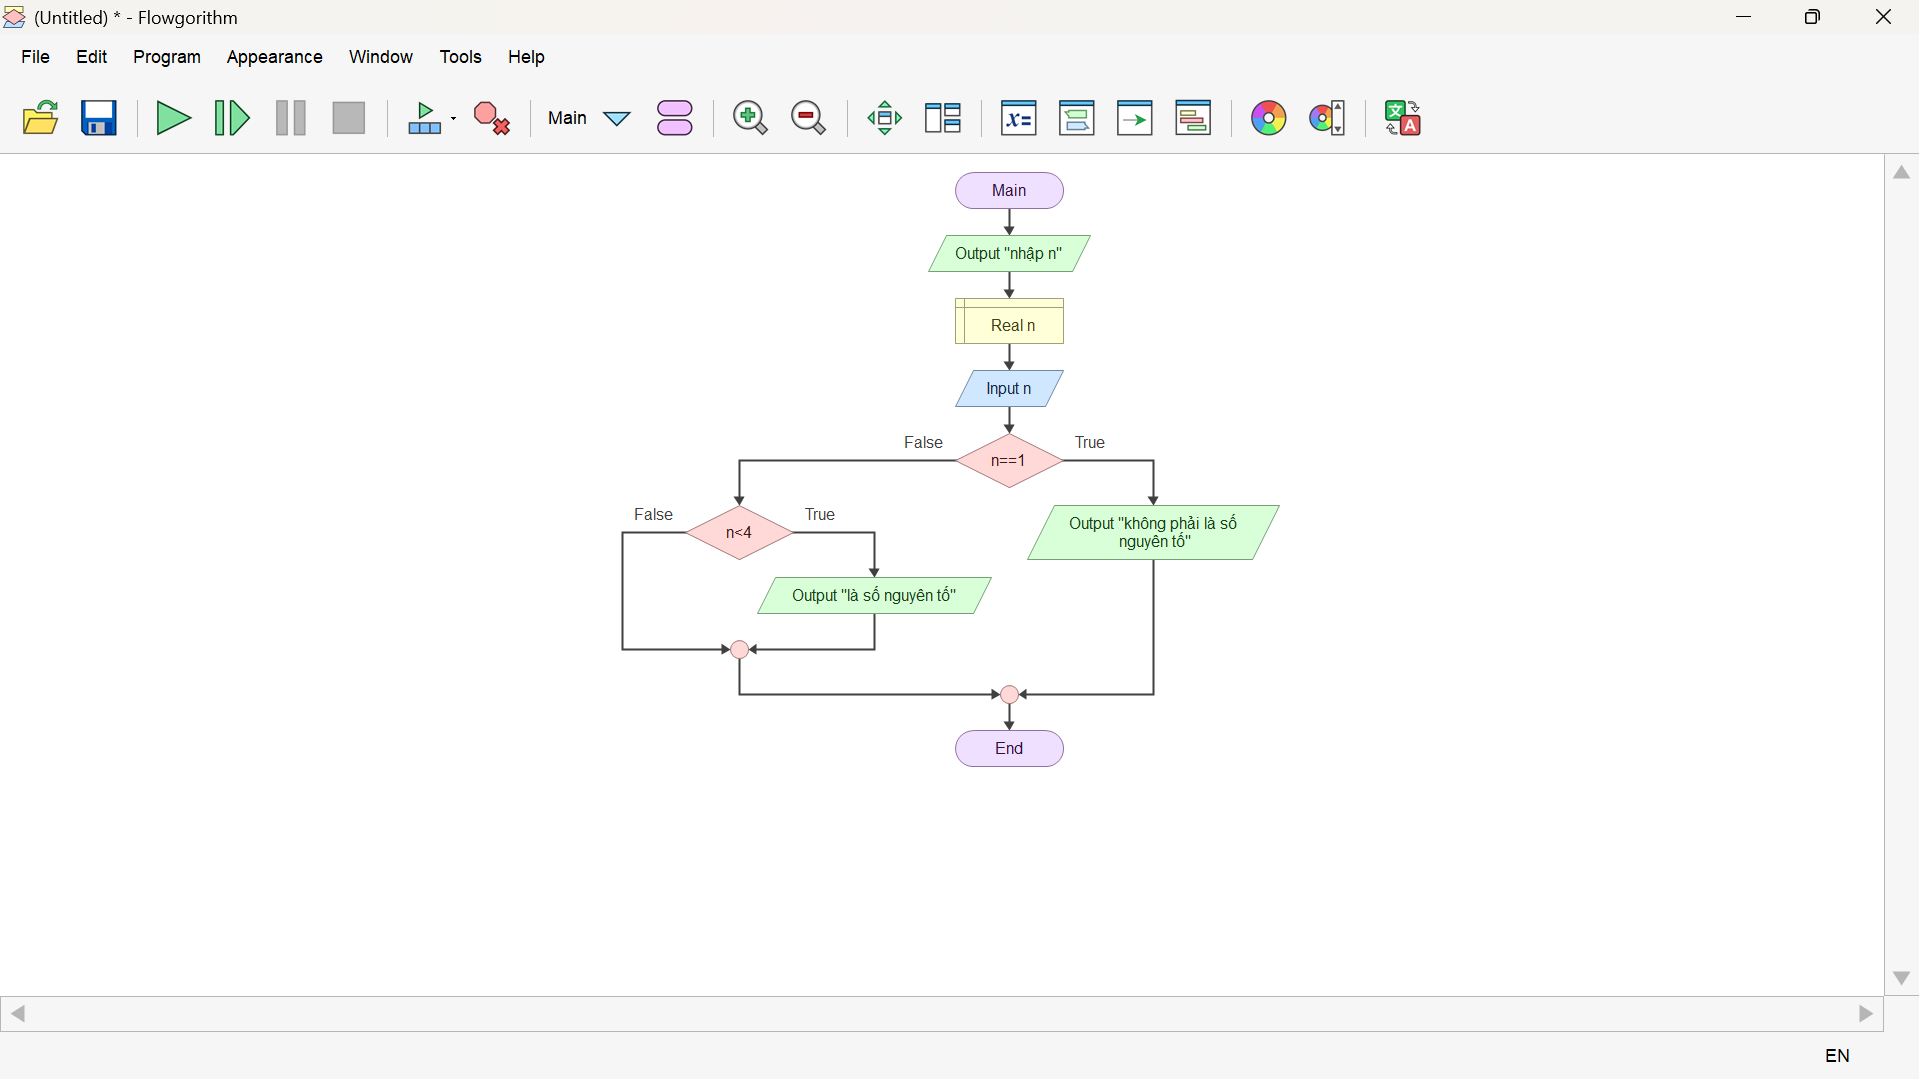 (Untitled) * - Flowgorithm
File Edit Program Appearance Window Tools Help
Main
x=
文
A
Main
Output "nhập n"
Real n
Input n
False
True
n==1
False
True
n<4
Output "không phải là số
nguyên tố"
Output "là số nguyên tố"
End
EN